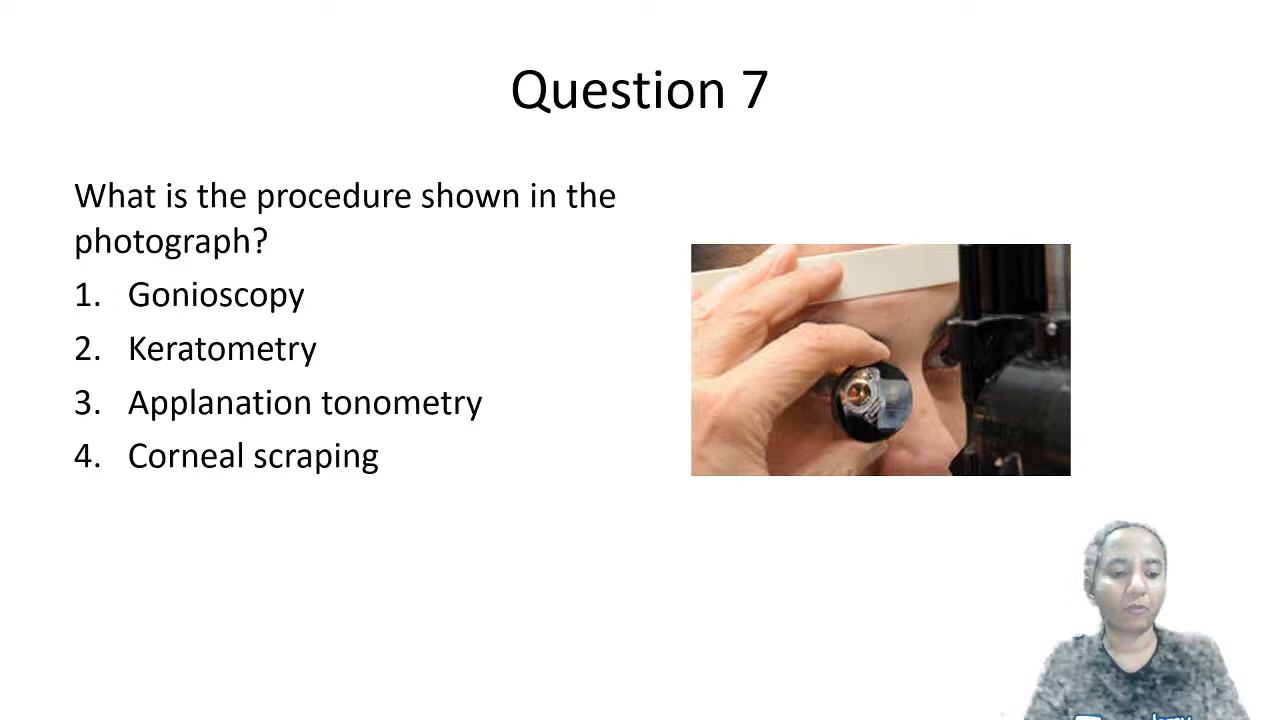 Question 7
What is the procedure shown in the
photograph?
1. Gonioscopy
2. Keratometry
3. Applanation tonometry
4. Corneal scraping